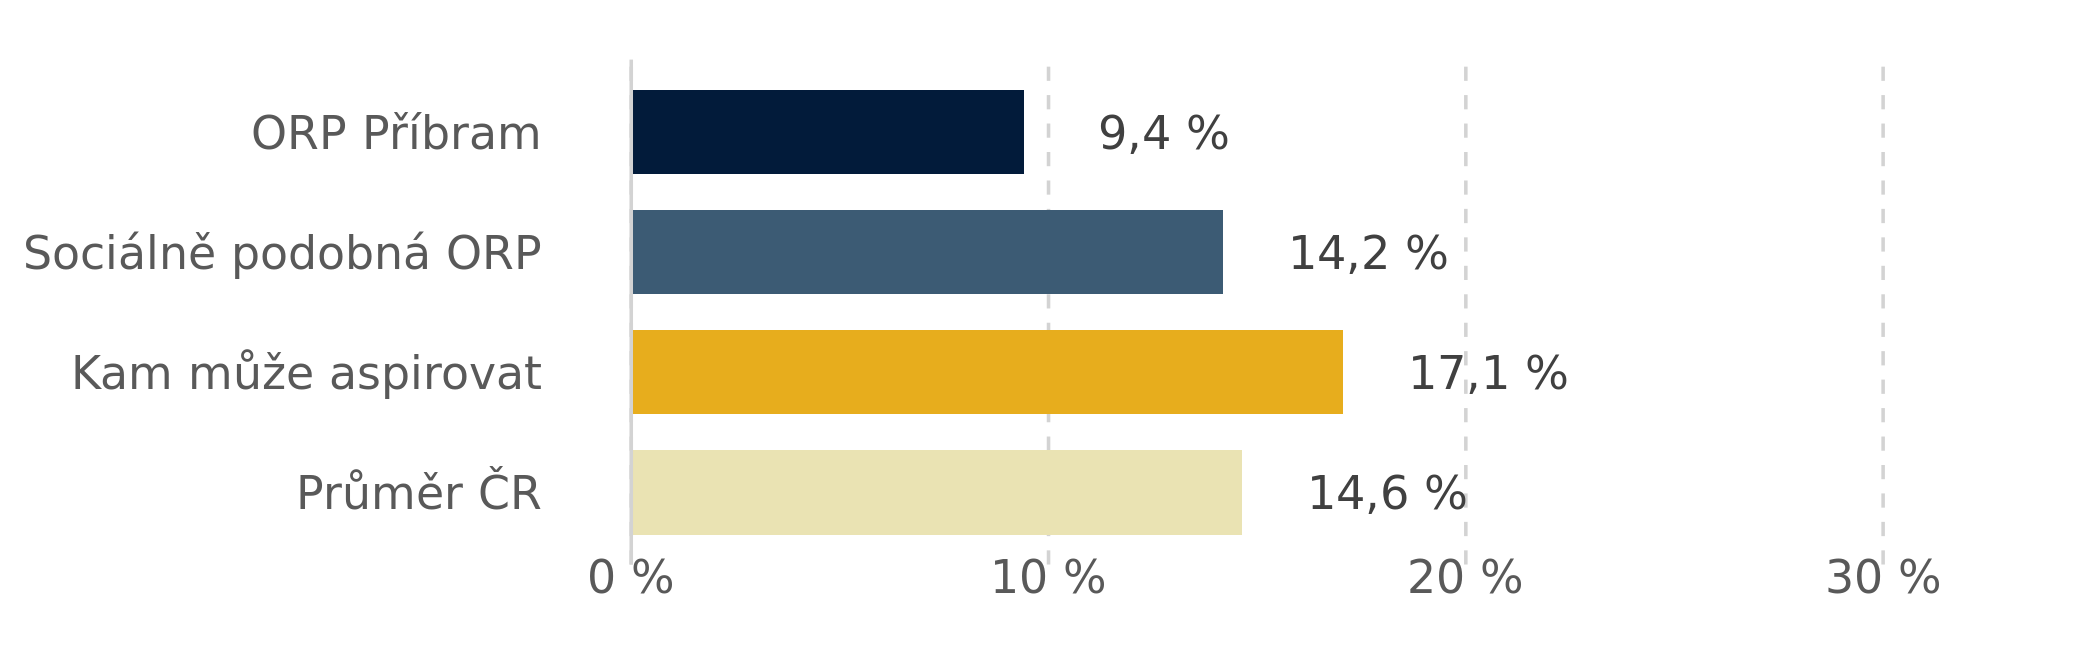 ORP Příbram 9,4 %
Sociálně podobná ORP 14,2 %
Kam může aspirovat 17,1 %
Průměr ČR 14,6 %
0 % 10 % 20 % 30 %